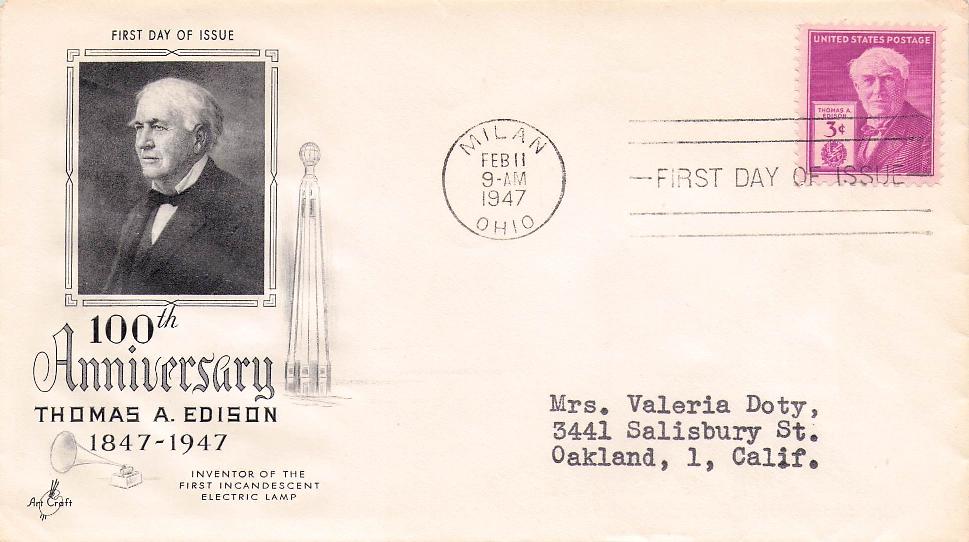 FIRST DAY OF ISSUE
100th
Anniversary
THOMAS A. EDISON
1847-1947
INVENTOR OF THE
FIRST INCANDESCENT
ELECTRIC LAMP
Art Craft
MILAN
FEB 11
9-AM
1947
OHIO
UNITED STATES POSTAGE
THOMAS A.
EDISON
3¢
FIRST DAY OF ISSUE
Mrs. Valeria Doty,
3441 Salisbury St.
Oakland, 1, Calif.